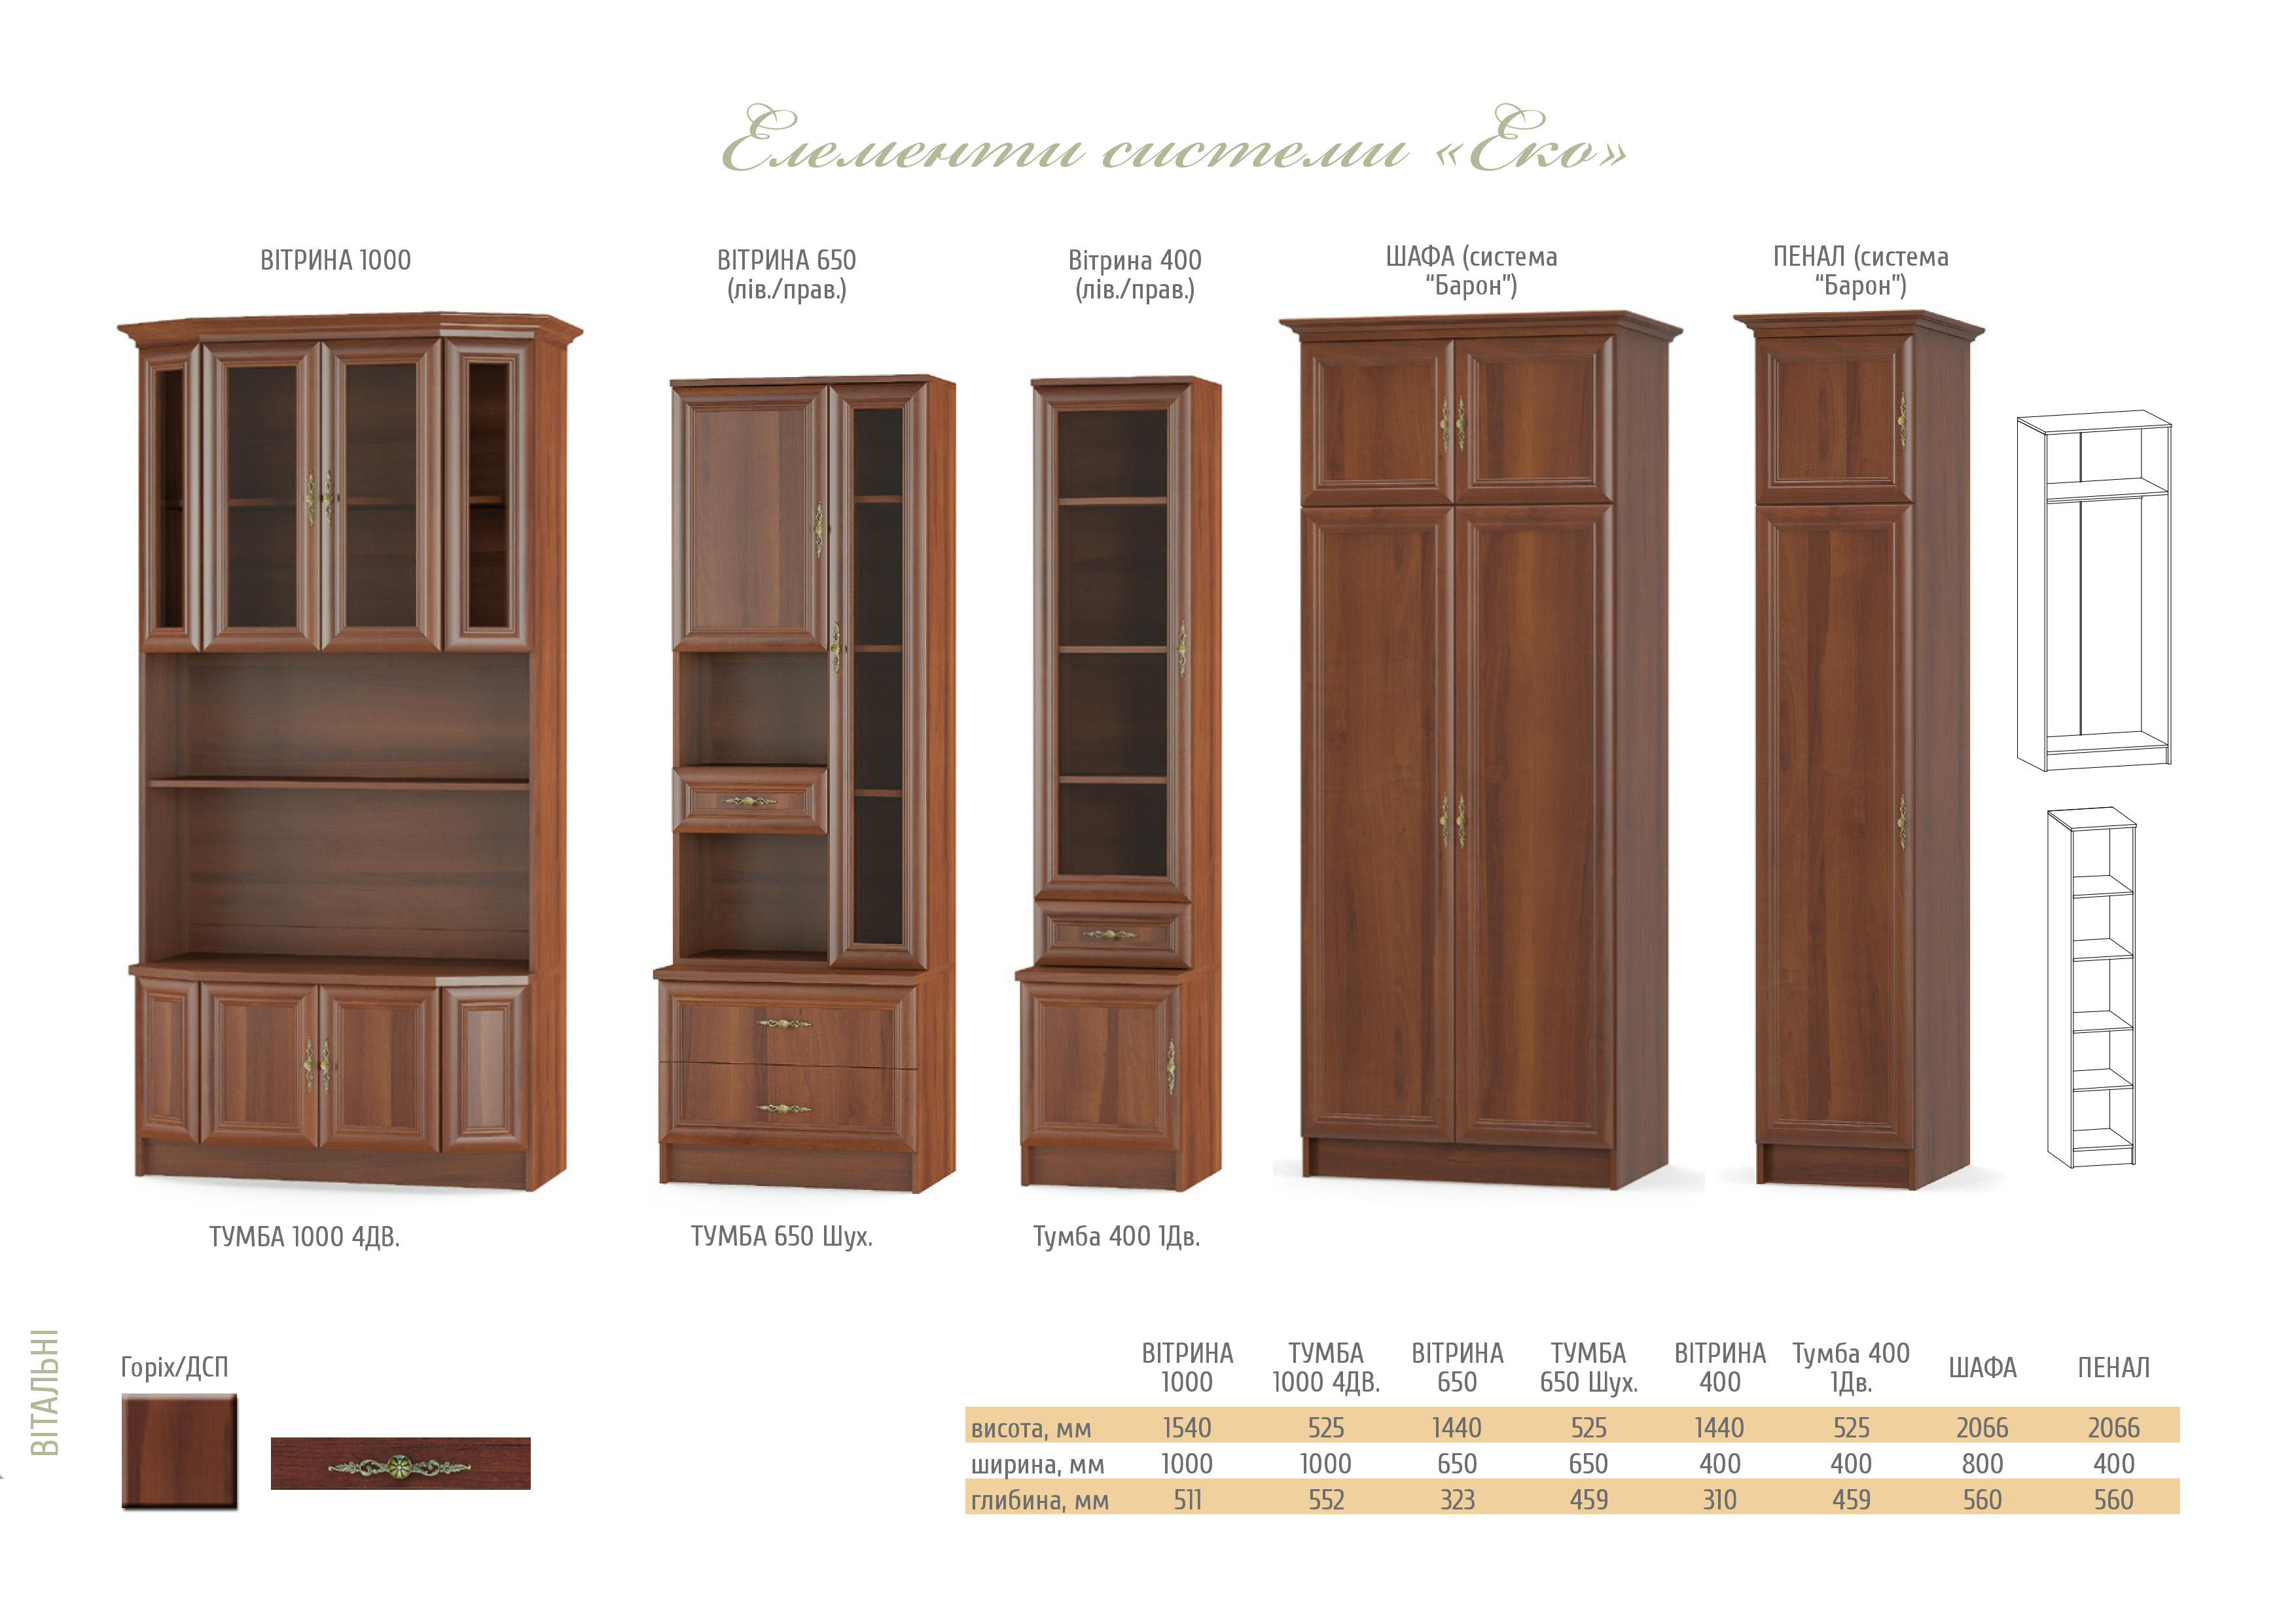 Елементи системи «Еко»
ВІТРИНА 1000
ВІТРИНА 650
(лів./прав.)
Вітрина 400
(лів./прав.)
ШАФА (система
“Барон”)
ПЕНАЛ (система
“Барон”)
ТУМБА 1000 4ДВ.
ТУМБА 650 Шух.
Тумба 400 1Дв.
ВІТАЛЬНІ
Горіх/ДСП
ВІТРИНА 1000 ТУМБА 1000 4ДВ. ВІТРИНА 650 ТУМБА 650 Шух. ВІТРИНА 400 Тумба 400 1Дв. ШАФА ПЕНАЛ
висота, мм 1540 525 1440 525 1440 525 2066 2066
ширина, мм 1000 1000 650 650 400 400 800 400
глибина, мм 511 552 323 459 310 459 560 560